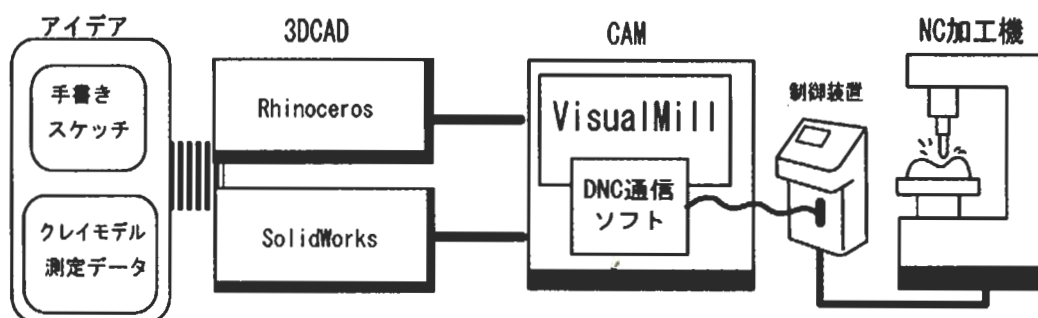 アイデア
手書き
スケッチ
クレイモデル
測定データ
3DCAD
Rhinoceros
SolidWorks
CAM
VisualMill
DNC通信
ソフト
制御装置
NC加工機